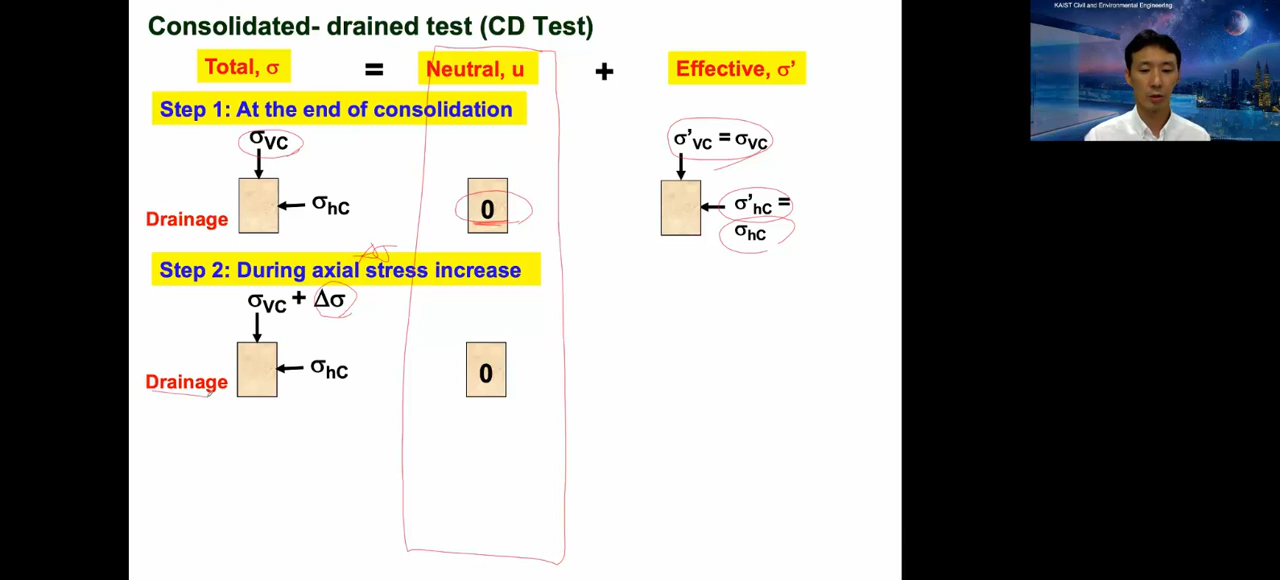 KAIST Civil and Environmental Engineering
Consolidated- drained test (CD Test)
Total, σ = Neutral, u + Effective, σ'
Step 1: At the end of consolidation
σVC
σ'VC = σVC
σhC
0
σ'hC =
σhC
Drainage
Δσ
Step 2: During axial stress increase
σVC + Δσ
σhC
0
Drainage